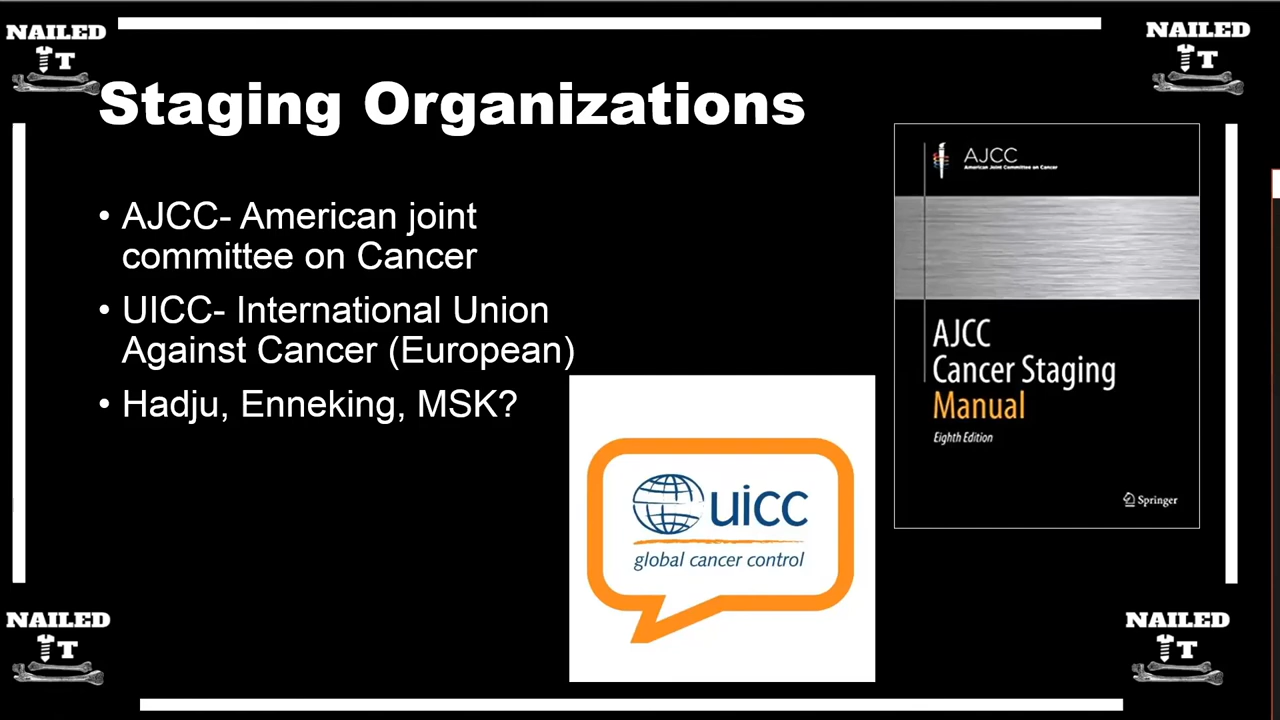 NAILED
IT
NAILED
IT
Staging Organizations
• AJCC- American joint
committee on Cancer
• UICC- International Union
Against Cancer (European)
• Hadju, Enneking, MSK?
AJCC
American Joint Committee on Cancer
AJCC
Cancer Staging
Manual
Eighth Edition
Springer
uicc
global cancer control
NAILED
IT
NAILED
IT